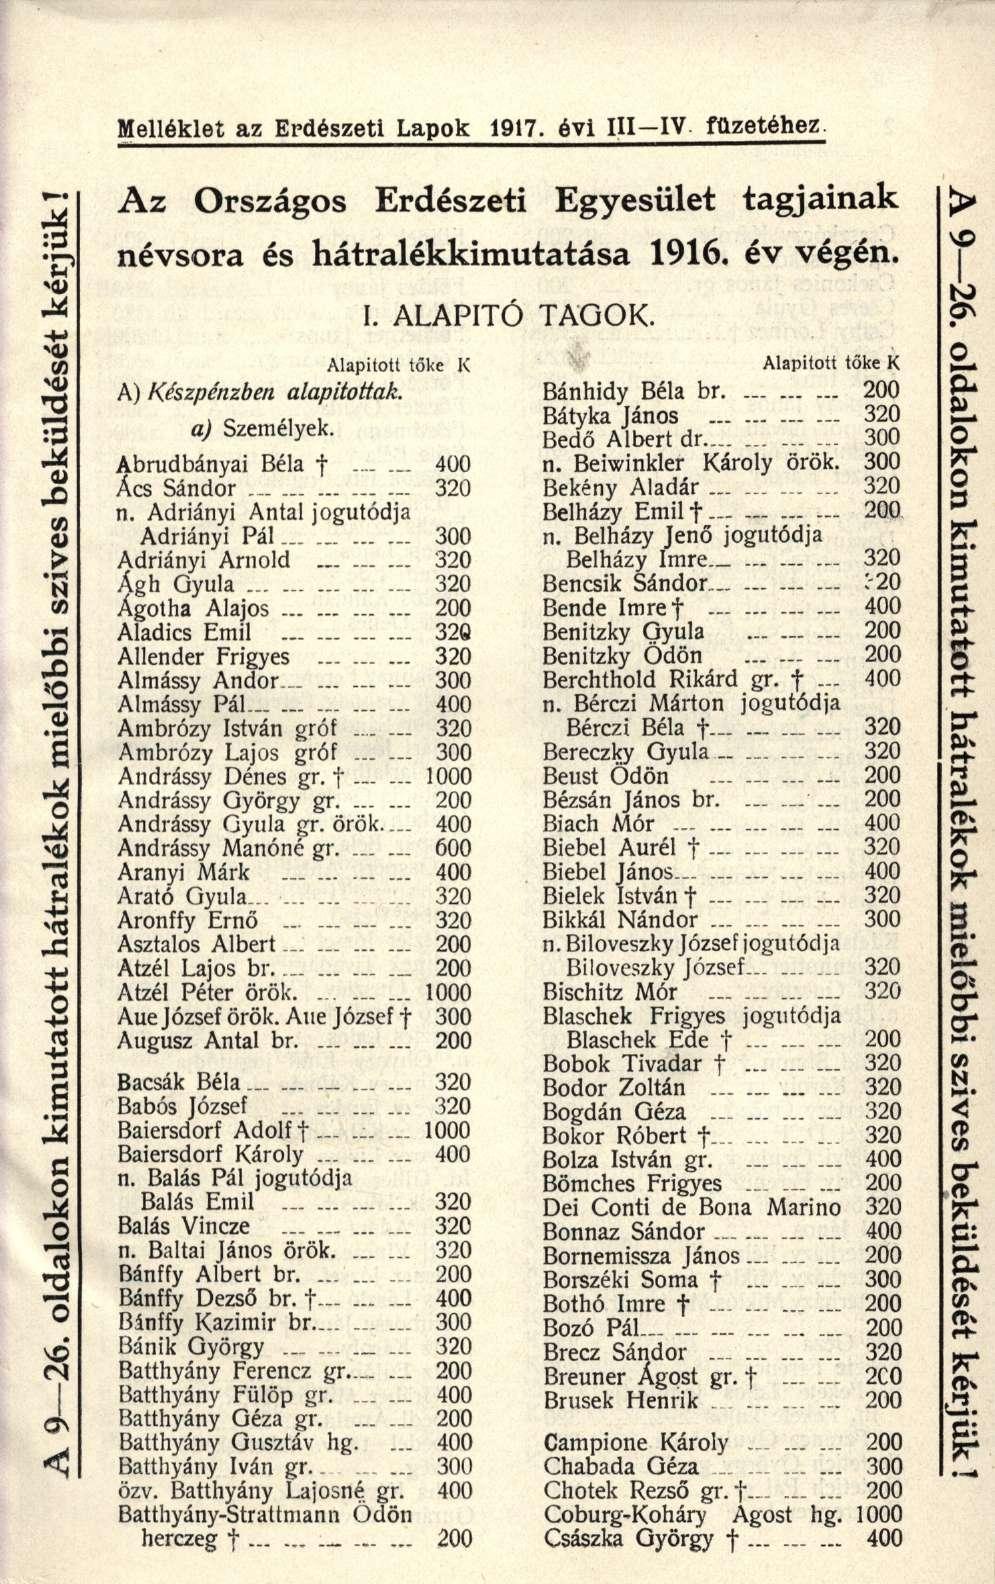 Melléklet az Erdészeti Lapok 1917. évi III—IV. füzetéhez.
A 9—26. oldalokon kimutatott hátralékok mielőbbi szives beküldését kérjük!
Az Országos Erdészeti Egyesület tagjainak
névsora és hátralékkimutatása 1916. év végén.
I. ALAPITÓ TAGOK.
Alapitott tőke K
A) Készpénzben alapitottak.
a) Személyek.
Abrudbányai Béla † 400
Ács Sándor 320
n. Adriányi Antal jogutódja
Adriányi Pál 300
Adriányi Arnold 320
Ágh Gyula 320
Ágotha Alajos 200
Aladics Emil 320
Allender Frigyes 320
Almássy Andor 300
Almássy Pál 400
Ambrózy István gróf 320
Ambrózy Lajos gróf 300
Andrássy Dénes gr. † 1000
Andrássy György gr. 200
Andrássy Gyula gr. örök. 400
Andrássy Manóné gr. 600
Aranyi Márk 400
Arató Gyula 320
Aronffy Ernő 320
Asztalos Albert 200
Atzél Lajos br. 200
Atzél Péter örök. 1000
Aue József örök. Aue József † 300
Augusz Antal br. 200
Bacsák Béla 320
Babós József 320
Baiersdorf Adolf † 1000
Baiersdorf Károly 400
n. Balás Pál jogutódja
Balás Emil 320
Balás Vincze 320
n. Baltai János örök. 320
Bánffy Albert br. 200
Bánffy Dezső br. † 400
Bánffy Kazimir br. 300
Bánik György 320
Batthyány Ferencz gr. 200
Batthyány Fülöp gr. 400
Batthyány Géza gr. 200
Batthyány Gusztáv hg. 400
Batthyány Iván gr. 300
özv. Batthyány Lajosné gr. 400
Batthyány-Strattmann Ödön
herczeg † 200
Alapitott tőke K
Bánhidy Béla br. 200
Bátyka János 320
Bedő Albert dr. 300
n. Beiwinkler Károly örök. 300
Bekény Aladár 320
Belházy Emil † 200
n. Belházy Jenő jogutódja
Belházy Imre 320
Bencsik Sándor 320
Bende Imre † 400
Benitzky Gyula 200
Benitzky Ödön 200
Berchthold Rikárd gr. † 400
n. Bérczi Márton jogutódja
Bérczi Béla † 320
Bereczky Gyula 320
Beust Ödön 200
Bézsán János br. 200
Biach Mór 400
Biebel Aurél † 320
Biebel János 400
Bielek István † 320
Bikkál Nándor 300
n. Biloveszky József jogutódja
Biloveszky József 320
Bischitz Mór 320
Blaschek Frigyes jogutódja
Blaschek Ede † 200
Bobok Tivadar † 320
Bodor Zoltán 320
Bogdán Géza 320
Bokor Róbert † 320
Bolza István gr. 400
Bömches Frigyes 200
Dei Conti de Bona Marino 320
Bonnaz Sándor 400
Bornemissza János 200
Borszéki Soma † 300
Bothó Imre † 200
Bozó Pál 200
Brecz Sándor 320
Breuner Ágost gr. † 200
Brusek Henrik 200
Campione Károly 200
Chabada Géza 300
Chotek Rezső gr. † 200
Coburg-Koháry Ágost hg. 1000
Császka György † 400
A 9—26. oldalokon kimutatott hátralékok mielőbbi szives beküldését kérjük!